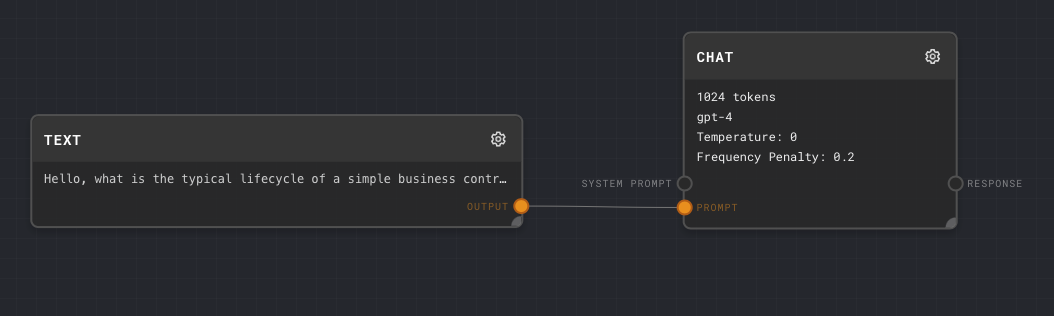 TEXT
Hello, what is the typical lifecycle of a simple business contr…
OUTPUT
CHAT
1024 tokens
gpt-4
Temperature: 0
Frequency Penalty: 0.2
SYSTEM PROMPT
RESPONSE
PROMPT